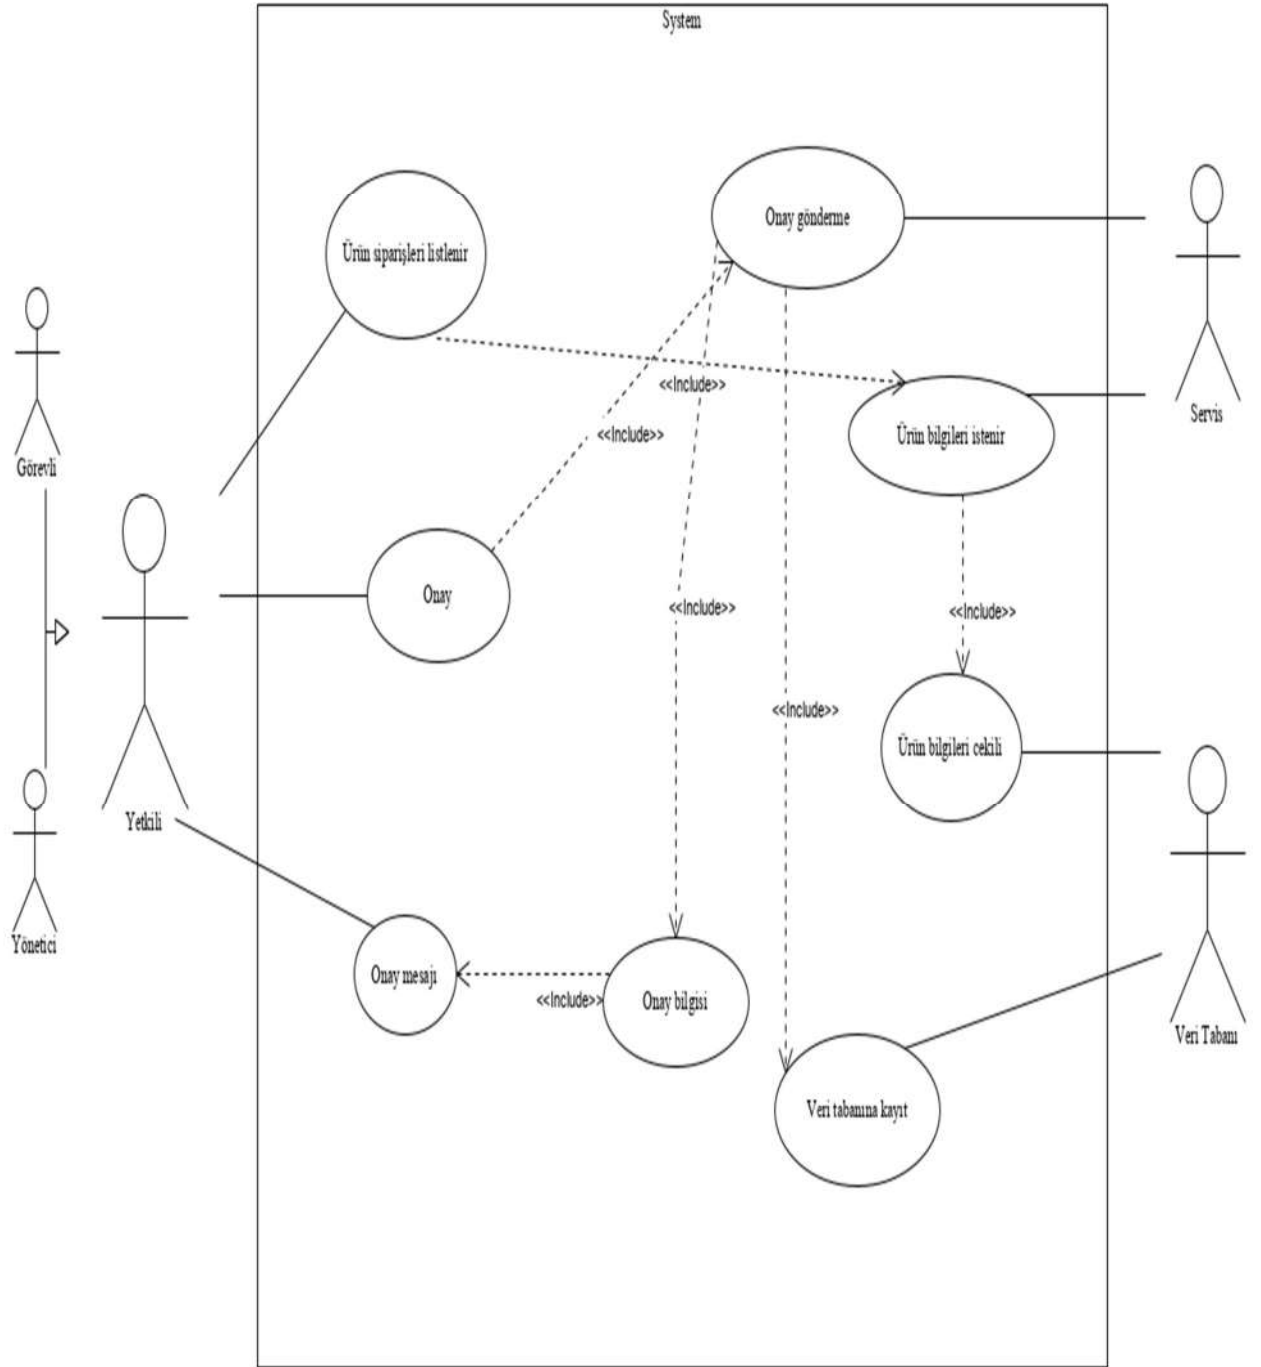 System
Onay gönderme
Ürün siparişleri listlenir
<<Include>>
Servis
<<Include>>
Ürün bilgileri istenir
Görevli
Onay
<<Include>>
<<Include>>
<<Include>>
Ürün bilgileri cekili
Yetkili
Yönetici
Onay mesajı
<<Include>>
Onay bilgisi
Veri Tabanı
Veri tabanına kayıt